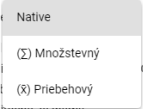 Native
(∑) Množstevný
(x̄) Priebehový